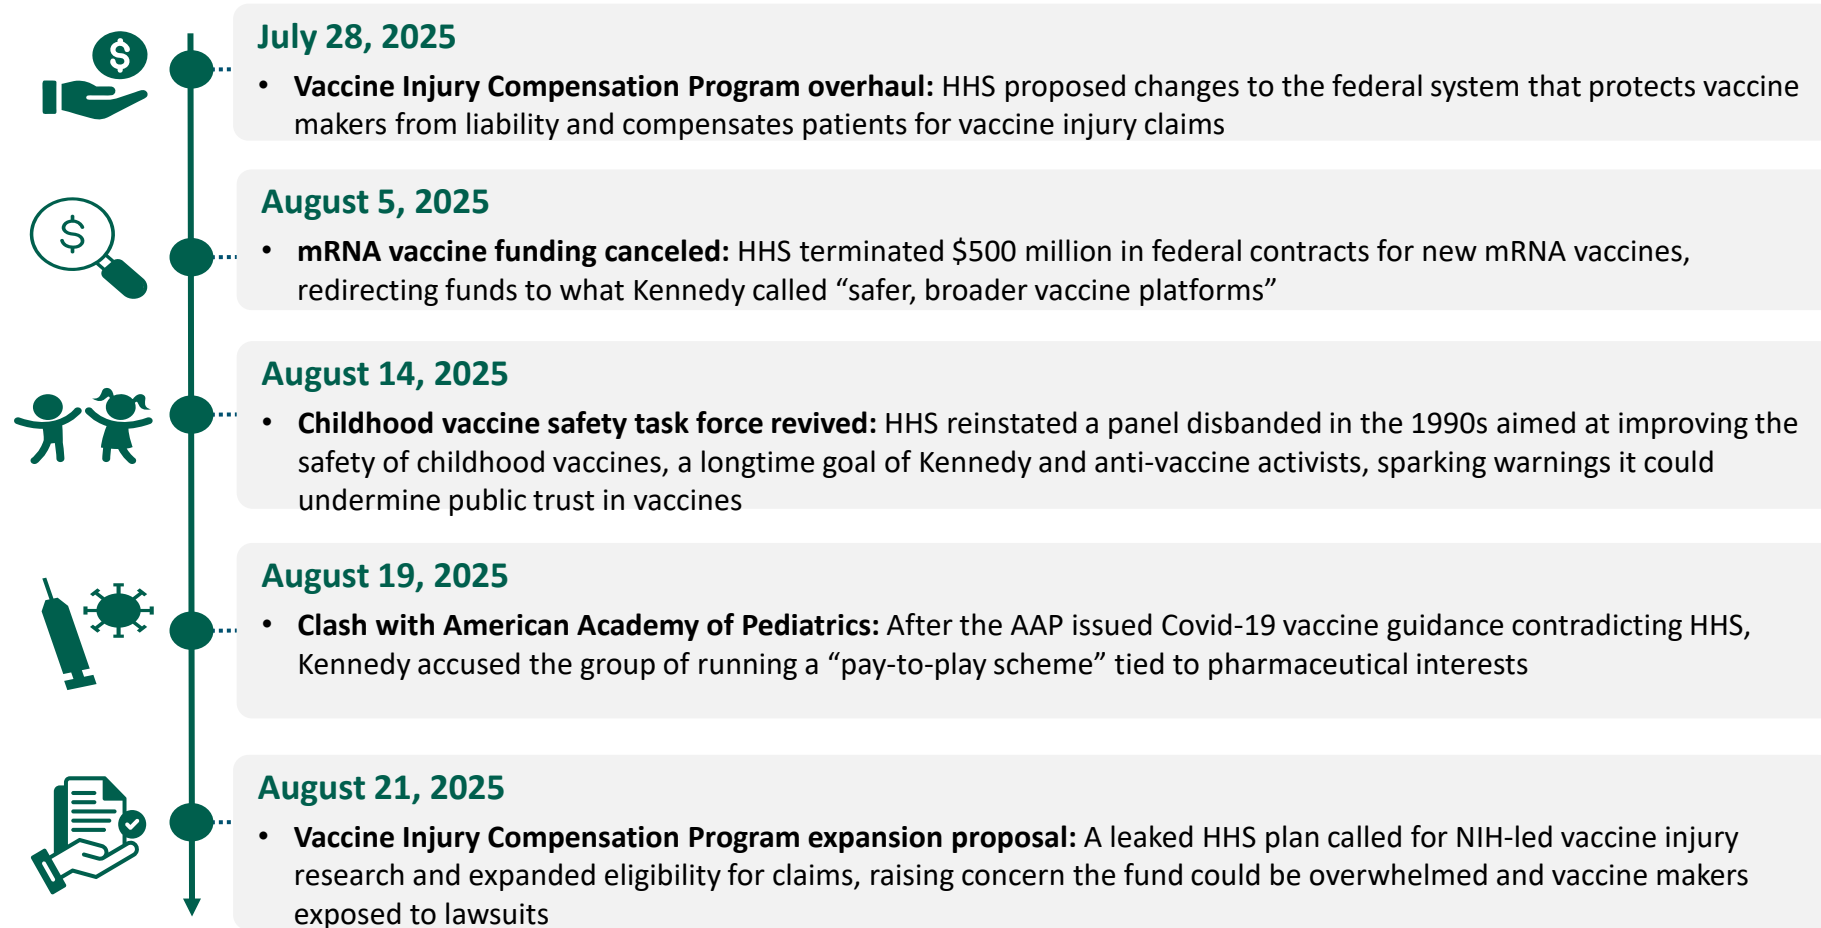 $
July 28, 2025
• Vaccine Injury Compensation Program overhaul: HHS proposed changes to the federal system that protects vaccine
makers from liability and compensates patients for vaccine injury claims
$
August 5, 2025
• mRNA vaccine funding canceled: HHS terminated $500 million in federal contracts for new mRNA vaccines,
redirecting funds to what Kennedy called “safer, broader vaccine platforms”
August 14, 2025
• Childhood vaccine safety task force revived: HHS reinstated a panel disbanded in the 1990s aimed at improving the
safety of childhood vaccines, a longtime goal of Kennedy and anti-vaccine activists, sparking warnings it could
undermine public trust in vaccines
August 19, 2025
• Clash with American Academy of Pediatrics: After the AAP issued Covid-19 vaccine guidance contradicting HHS,
Kennedy accused the group of running a “pay-to-play scheme” tied to pharmaceutical interests
August 21, 2025
• Vaccine Injury Compensation Program expansion proposal: A leaked HHS plan called for NIH-led vaccine injury
research and expanded eligibility for claims, raising concern the fund could be overwhelmed and vaccine makers
exposed to lawsuits